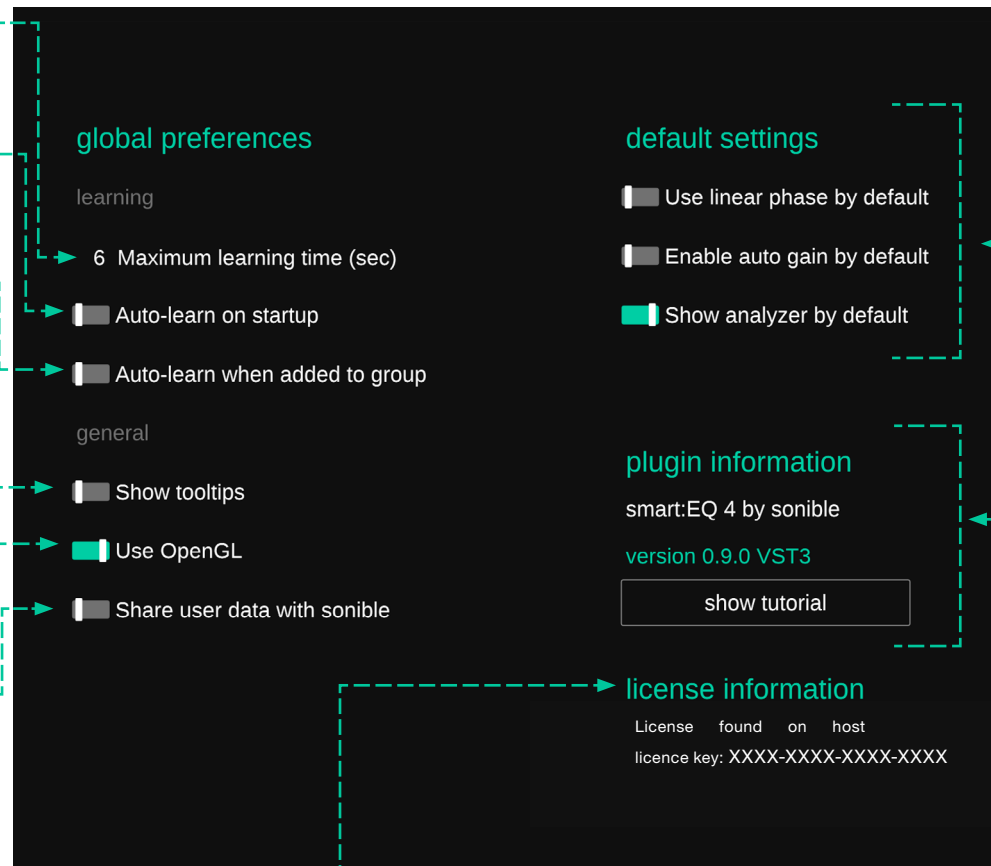 global preferences
learning
6 Maximum learning time (sec)
Auto-learn on startup
Auto-learn when added to group
general
Show tooltips
Use OpenGL
Share user data with sonible
default settings
Use linear phase by default
Enable auto gain by default
Show analyzer by default
plugin information
smart:EQ 4 by sonible
version 0.9.0 VST3
show tutorial
license information
License found on host
licence key: XXXX-XXXX-XXXX-XXXX